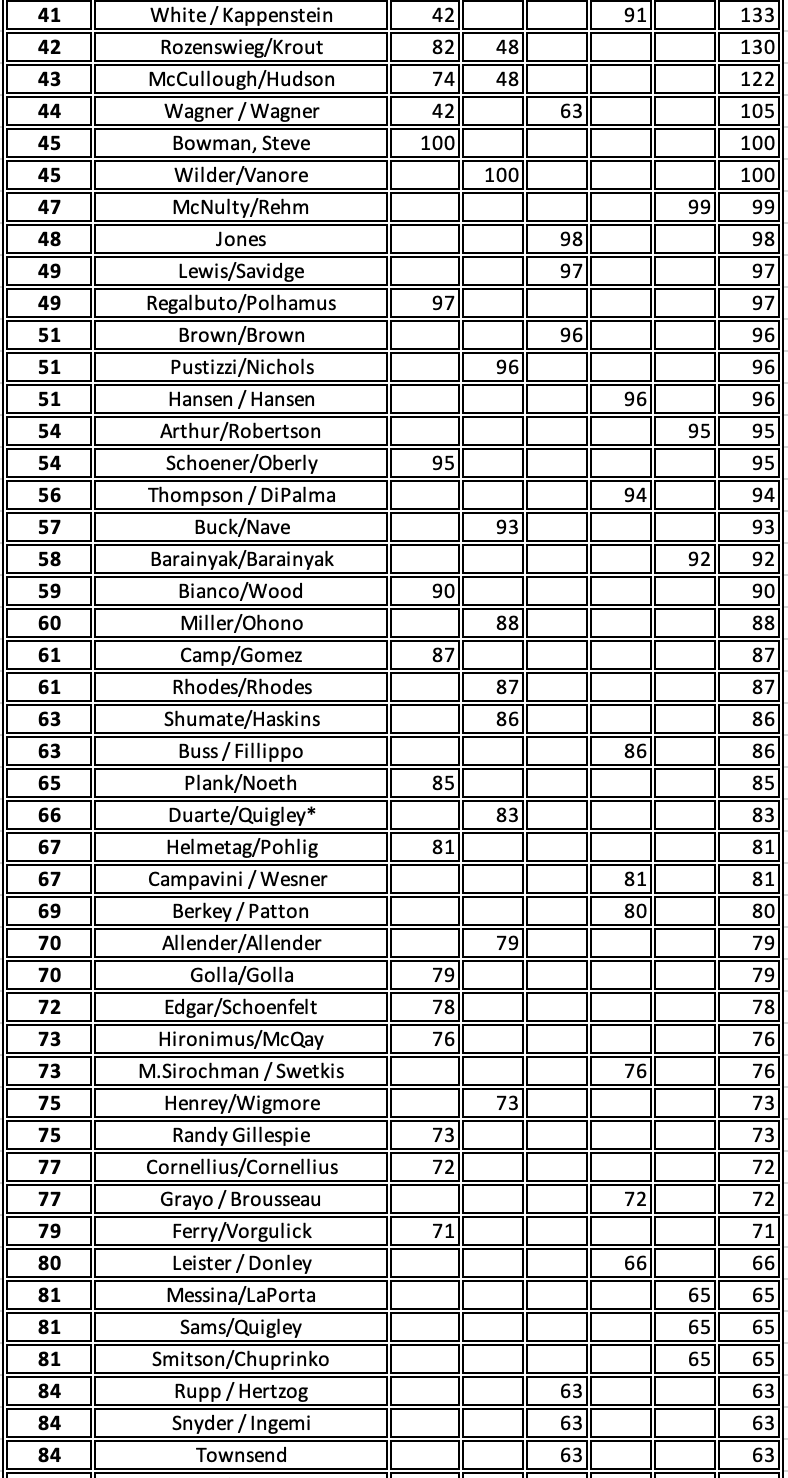 41 White / Kappenstein 42 91 133
42 Rozenswieg/Krout 82 48 130
43 McCullough/Hudson 74 48 122
44 Wagner / Wagner 42 63 105
45 Bowman, Steve 100 100
45 Wilder/Vanore 100 100
47 McNulty/Rehm 99 99
48 Jones 98 98
49 Lewis/Savidge 97 97
49 Regalbuto/Polhamus 97 97
51 Brown/Brown 96 96
51 Pustizzi/Nichols 96 96
51 Hansen / Hansen 96 96
54 Arthur/Robertson 95 95
54 Schoener/Oberly 95 95
56 Thompson / DiPalma 94 94
57 Buck/Nave 93 93
58 Barainyak/Barainyak 92 92
59 Bianco/Wood 90 90
60 Miller/Ohono 88 88
61 Camp/Gomez 87 87
61 Rhodes/Rhodes 87 87
63 Shumate/Haskins 86 86
63 Buss / Fillippo 86 86
65 Plank/Noeth 85 85
66 Duarte/Quigley* 83 83
67 Helmetag/Pohlig 81 81
67 Campavini / Wesner 81 81
69 Berkey / Patton 80 80
70 Allender/Allender 79 79
70 Golla/Golla 79 79
72 Edgar/Schoenfelt 78 78
73 Hironimus/McQay 76 76
73 M.Sirochman / Swetkis 76 76
75 Henrey/Wigmore 73 73
75 Randy Gillespie 73 73
77 Cornellius/Cornellius 72 72
77 Grayo / Brousseau 72 72
79 Ferry/Vorgulick 71 71
80 Leister / Donley 66 66
81 Messina/LaPorta 65 65
81 Sams/Quigley 65 65
81 Smitson/Chuprinko 65 65
84 Rupp / Hertzog 63 63
84 Snyder / Ingemi 63 63
84 Townsend 63 63